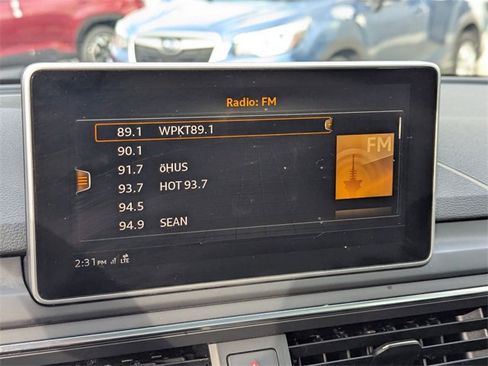 Radio: FM
89.1 WPKT89.1
90.1
91.7 öHUS
93.7 HOT 93.7
94.5
94.9 SEAN
FM
2:31PM LTE